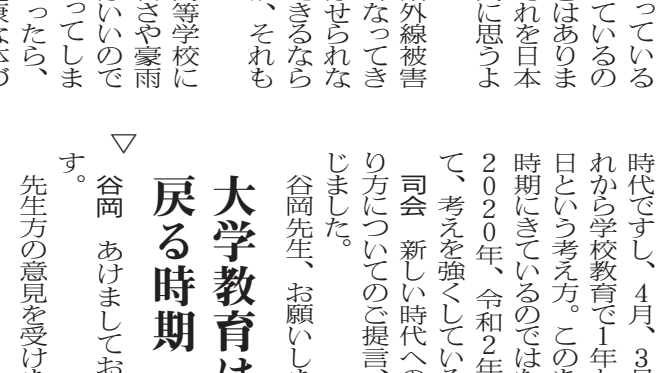 っている
ているの
はありま
れを日本
に思うよ
外線被害
なってき
せられな
きるなら
、それも
等学校に
さや豪雨
いいので
ってしま
ったら、
時代ですし、4月、3
れから学校教育で1年
日という考え方。この
時期にきているのでは
2020年、令和2年
て、考えを強くしている
司会　新しい時代への
り方についてのご提言、
じました。
谷岡先生、お願いしま
大学教育は
戻る時期
▽
谷岡　あけましてお
す。
先生方の意見を受け